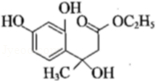 OH O
HO OC₂H₅
H₃C OH